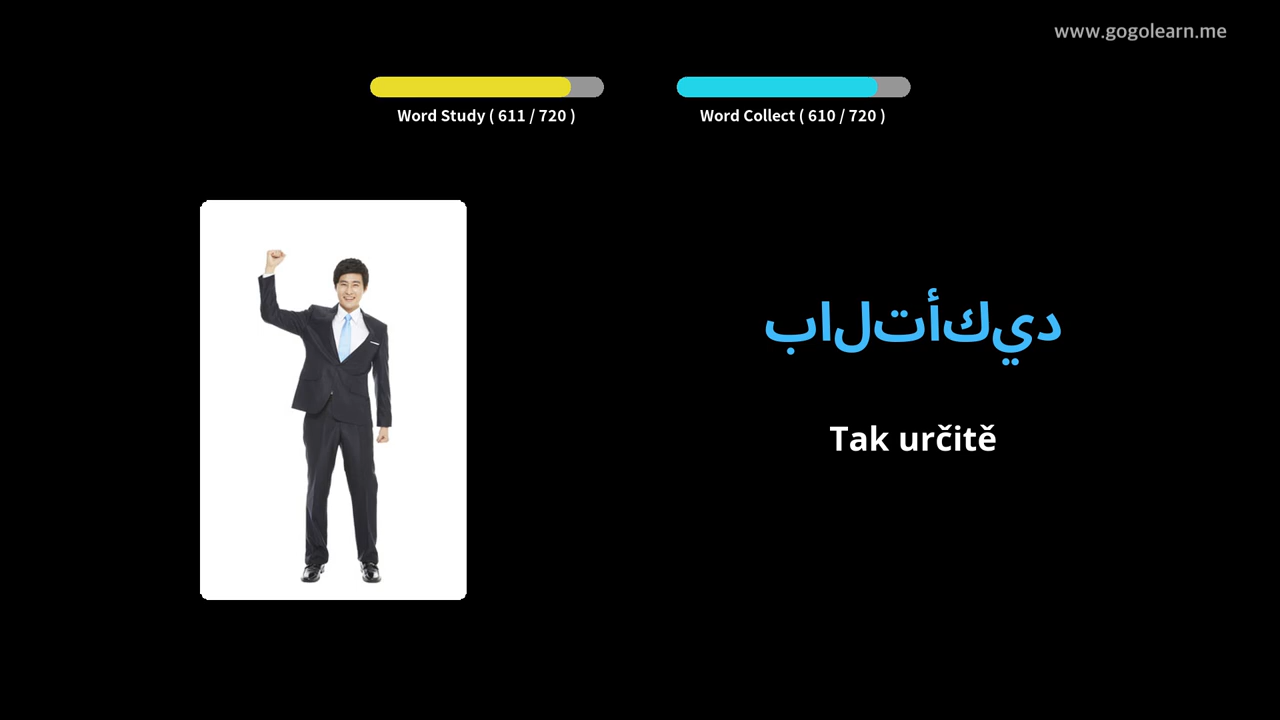 www.gogolearn.me
Word Study ( 611 / 720 )
Word Collect ( 610 / 720 )
بالتأكيد
Tak určitě